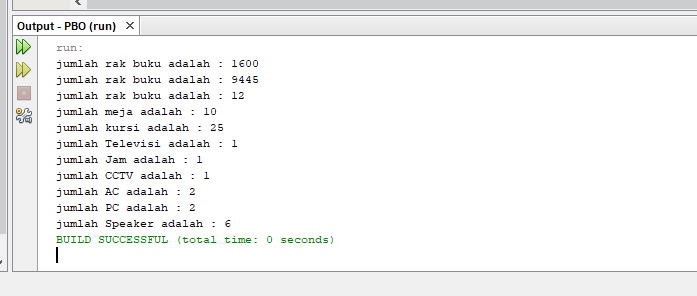 Output - PBO (run) ×
run:
jumlah rak buku adalah : 1600
jumlah rak buku adalah : 9445
jumlah rak buku adalah : 12
jumlah meja adalah : 10
jumlah kursi adalah : 25
jumlah Televisi adalah : 1
jumlah Jam adalah : 1
jumlah CCTV adalah : 1
jumlah AC adalah : 2
jumlah PC adalah : 2
jumlah Speaker adalah : 6
BUILD SUCCESSFUL (total time: 0 seconds)